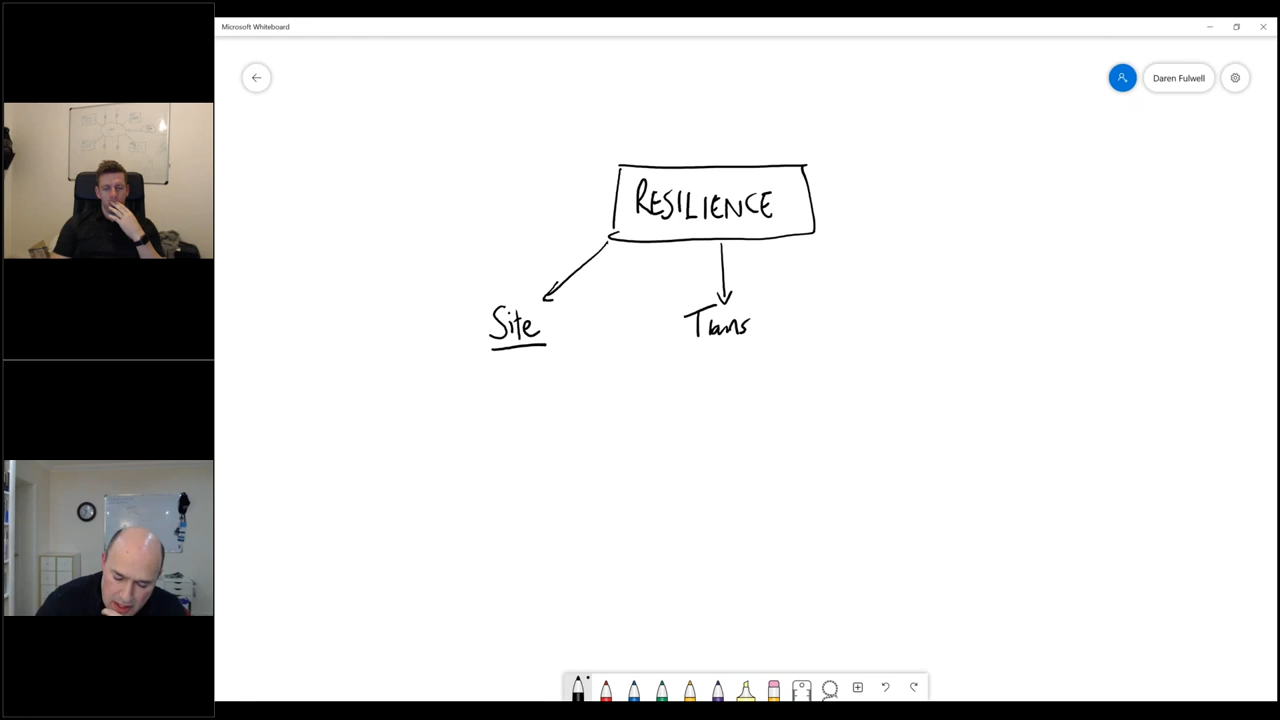 Microsoft Whiteboard
Daren Fulwell
RESILIENCE
Site
Trans